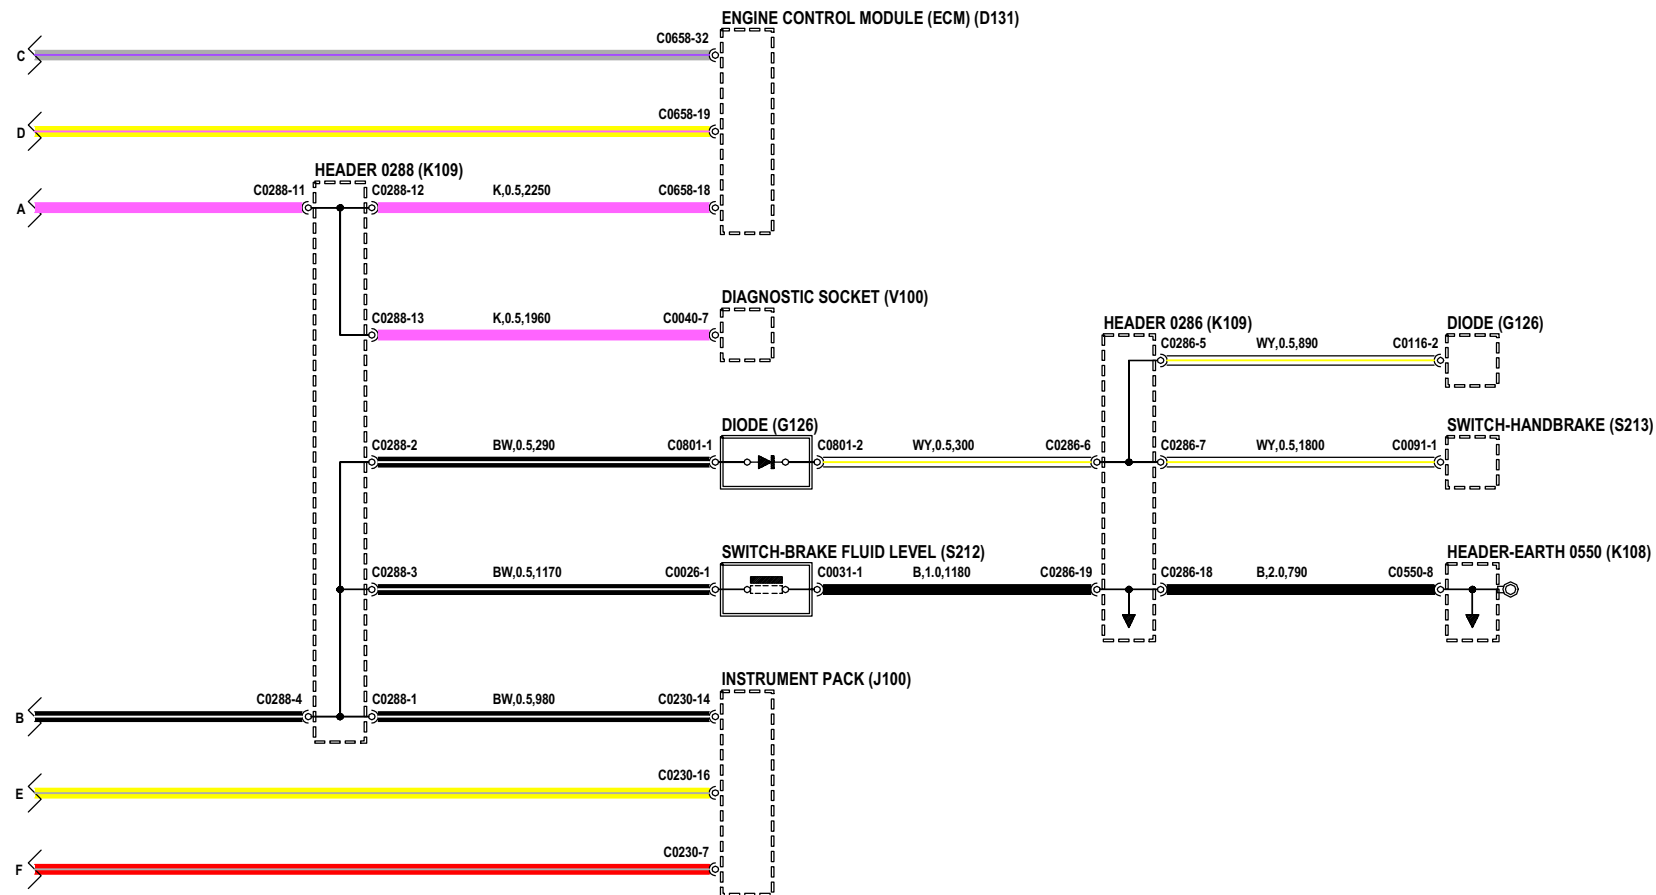 ENGINE CONTROL MODULE (ECM) (D131)
C0658-32
C
C0658-19
D
HEADER 0288 (K109)
C0288-11 C0288-12 K,0.5,2250 C0658-18
A
DIAGNOSTIC SOCKET (V100)
C0288-13 K,0.5,1960 C0040-7
HEADER 0286 (K109) DIODE (G126)
C0286-5 WY,0.5,890 C0116-2
DIODE (G126) SWITCH-HANDBRAKE (S213)
C0288-2 BW,0.5,290 C0801-1 C0801-2 WY,0.5,300 C0286-6 C0286-7 WY,0.5,1800 C0091-1
SWITCH-BRAKE FLUID LEVEL (S212) HEADER-EARTH 0550 (K108)
C0288-3 BW,0.5,1170 C0026-1 C0031-1 B,1.0,1180 C0286-19 C0286-18 B,2.0,790 C0550-8
INSTRUMENT PACK (J100)
C0288-4 C0288-1 BW,0.5,980 C0230-14
B
C0230-16
E
C0230-7
F